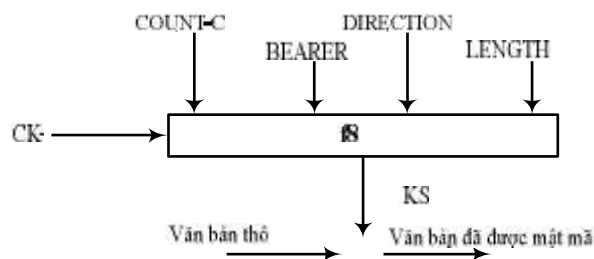 COUNT-C
DIRECTION
BEARER
LENGTH
CK
f8
KS
Văn bản thô
Văn bản đã được mật mã